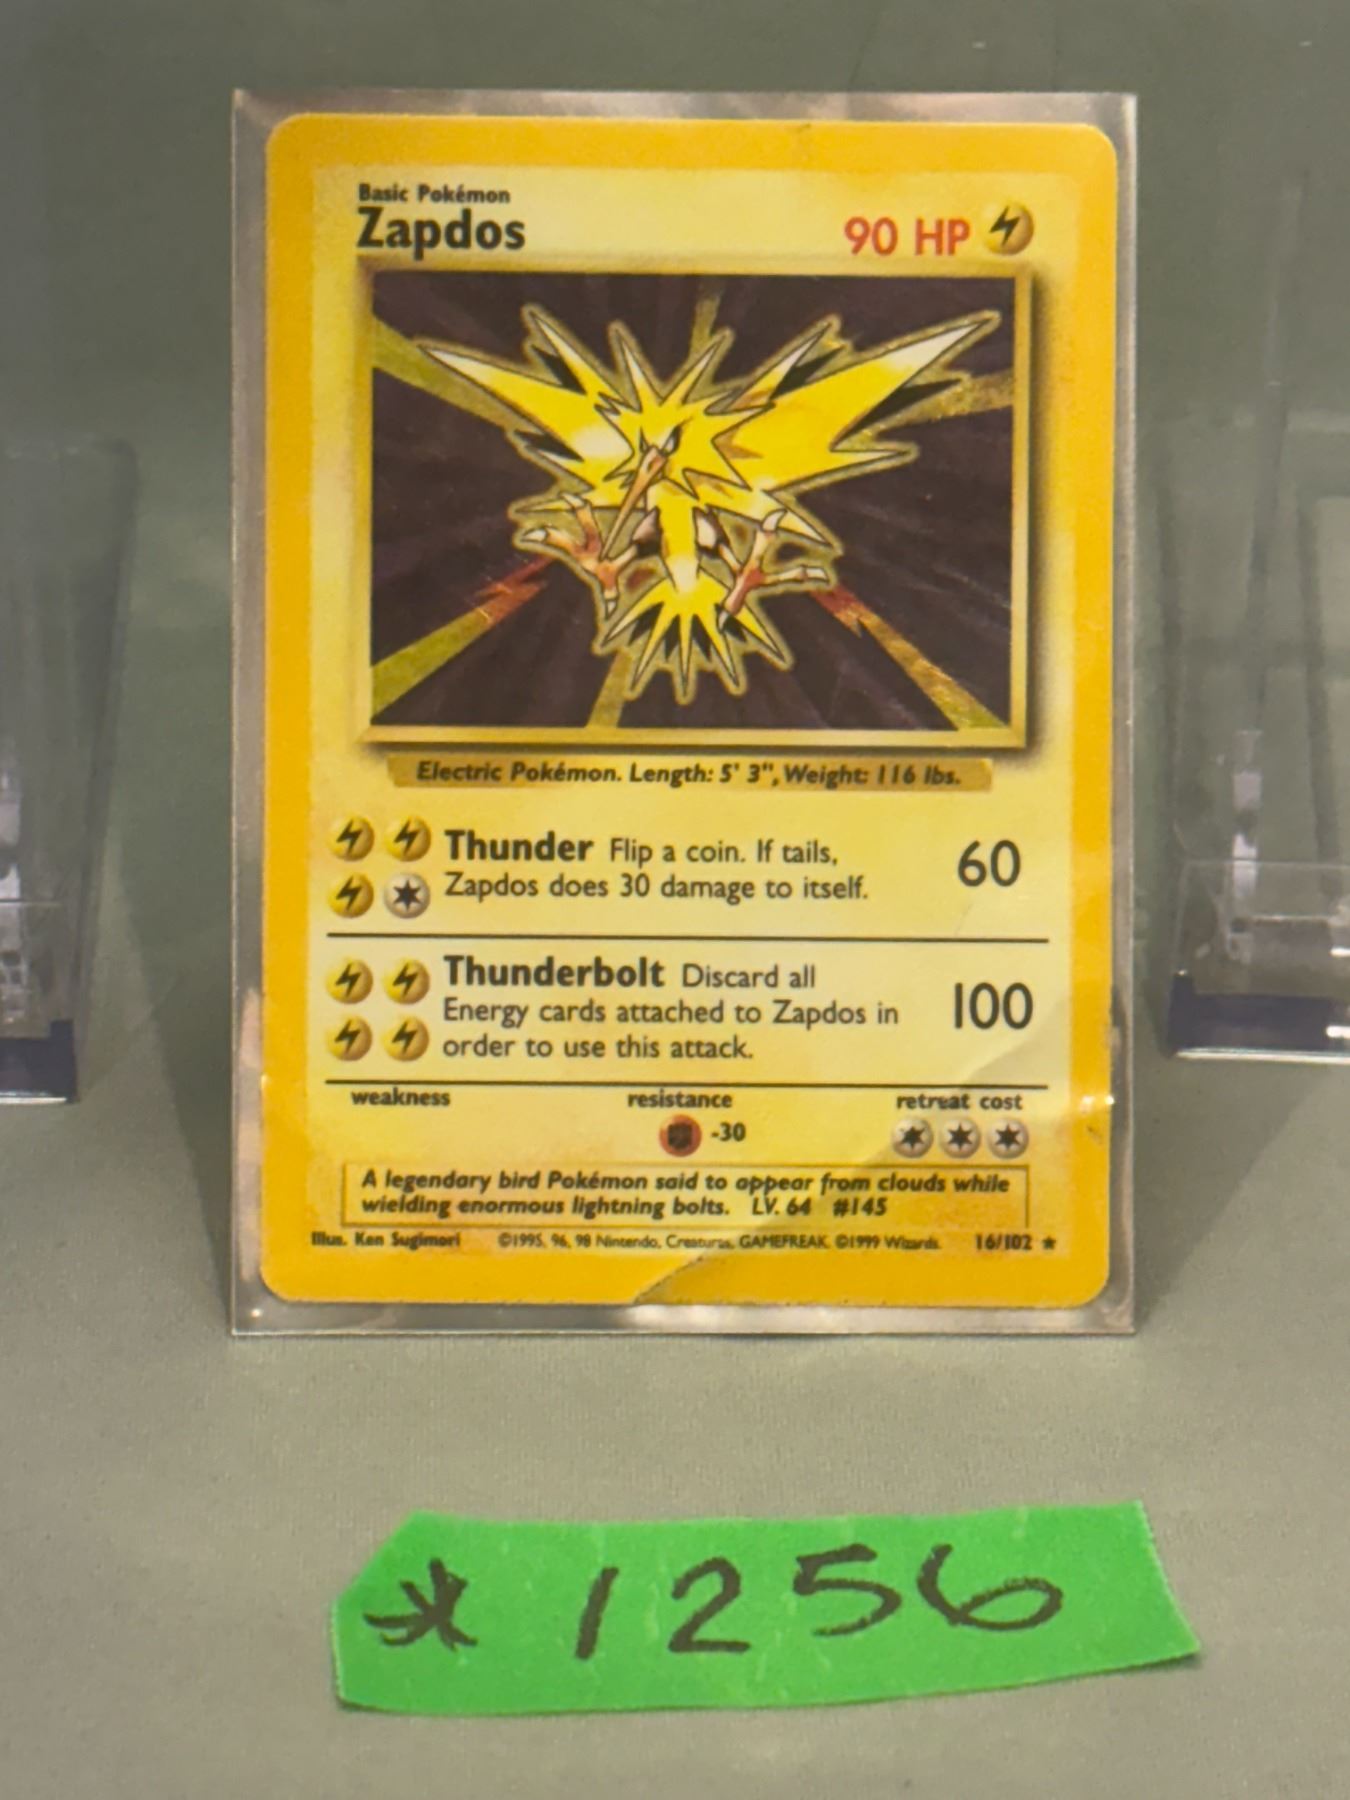 Basic Pokémon
Zapdos
90 HP
Electric Pokémon. Length: 5' 3", Weight: 116 lbs.
Thunder Flip a coin. If tails,
Zapdos does 30 damage to itself.
60
Thunderbolt Discard all
Energy cards attached to Zapdos in
order to use this attack.
100
weakness resistance retreat cost
-30
A legendary bird Pokémon said to appear from clouds while
wielding enormous lightning bolts. LV. 64 #145
Illus. Ken Sugimori ©1995, 96, 98 Nintendo, Creatures, GAMEFREAK. ©1999 Wizards. 16/102 ★
* 1256